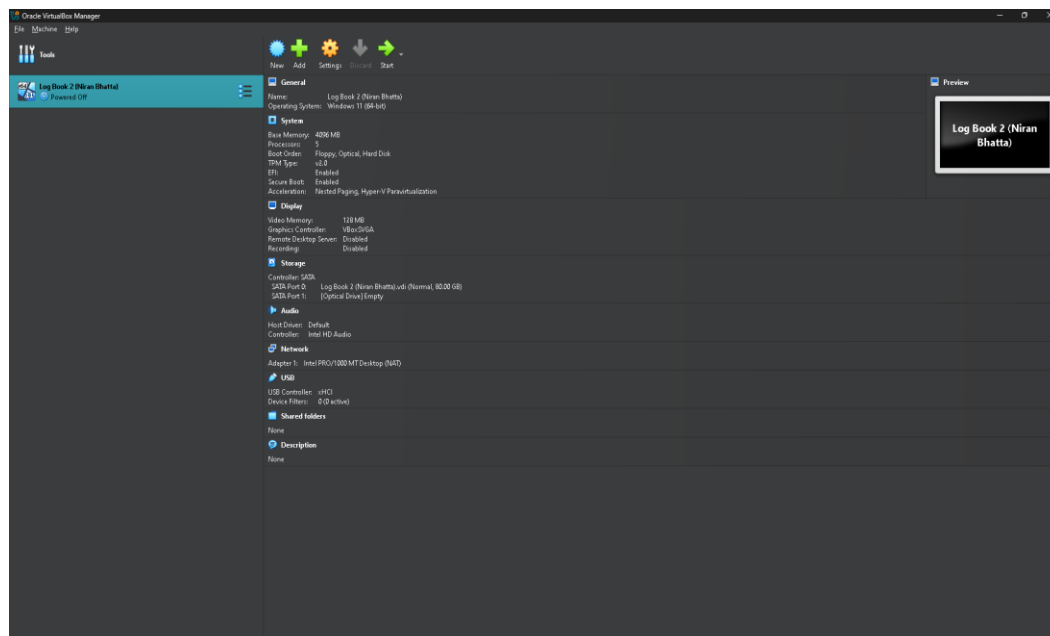 Oracle VirtualBox Manager
File Machine Help
Tools
New Add Settings Discard Start
Log Book 2 (Niran Bhatta)
Powered Off
General
Name: Log Book 2 (Niran Bhatta)
Operating System: Windows 11 (64-bit)
System
Base Memory: 4096 MB
Processors: 5
Boot Order: Floppy, Optical, Hard Disk
TPM Type: v2.0
EFI: Enabled
Secure Boot: Enabled
Acceleration: Nested Paging, Hyper-V Paravirtualization
Display
Video Memory: 128 MB
Graphics Controller: VBoxSVGA
Remote Desktop Server: Disabled
Recording: Disabled
Storage
Controller: SATA
SATA Port 0: Log Book 2 (Niran Bhatta).vdi (Normal, 80.00 GB)
SATA Port 1: [Optical Drive] Empty
Audio
Host Driver: Default
Controller: Intel HD Audio
Network
Adapter 1: Intel PRO/1000 MT Desktop (NAT)
USB
USB Controller: xHCI
Device Filters: 0 (0 active)
Shared folders
None
Description
None
Preview
Log Book 2 (Niran
Bhatta)